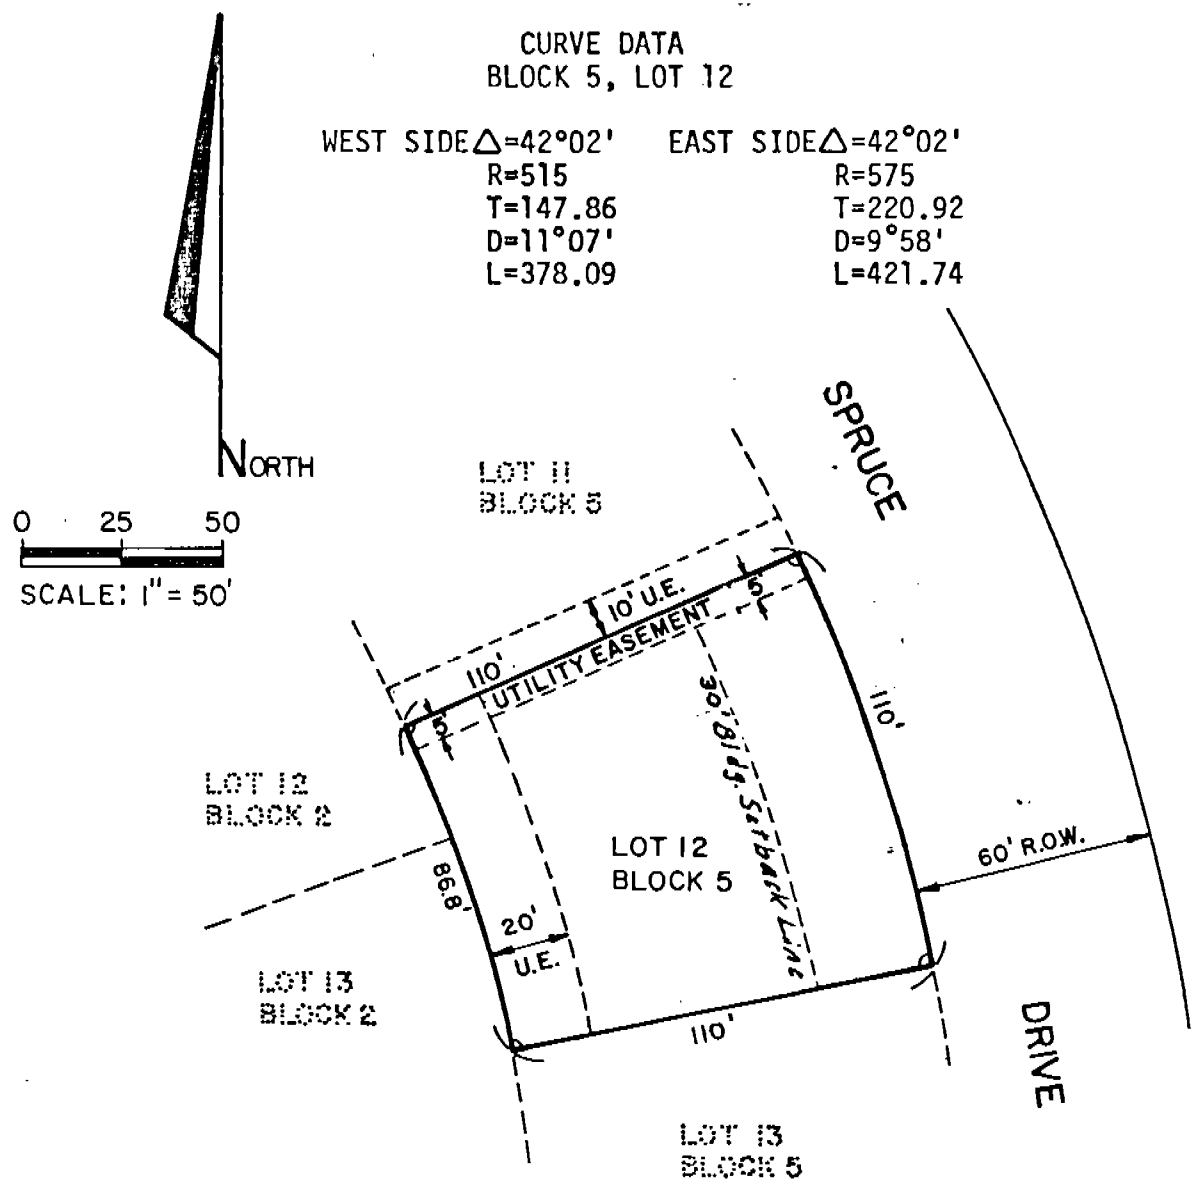 CURVE DATA
BLOCK 5, LOT 12
WEST SIDE△=42°02' EAST SIDE△=42°02'
R=515 R=575
T=147.86 T=220.92
D=11°07' D=9°58'
L=378.09 L=421.74
NORTH
0 25 50
SCALE: 1" = 50'
LOT 11
BLOCK 5
SPRUCE
10' U.E.
5'
UTILITY EASEMENT
110'
5'
30' Bldg. Setback Line
110'
LOT 12
BLOCK 2
LOT 12
BLOCK 5
60' R.O.W.
86.8'
20'
U.E.
LOT 13
BLOCK 2
110'
DRIVE
LOT 13
BLOCK 5